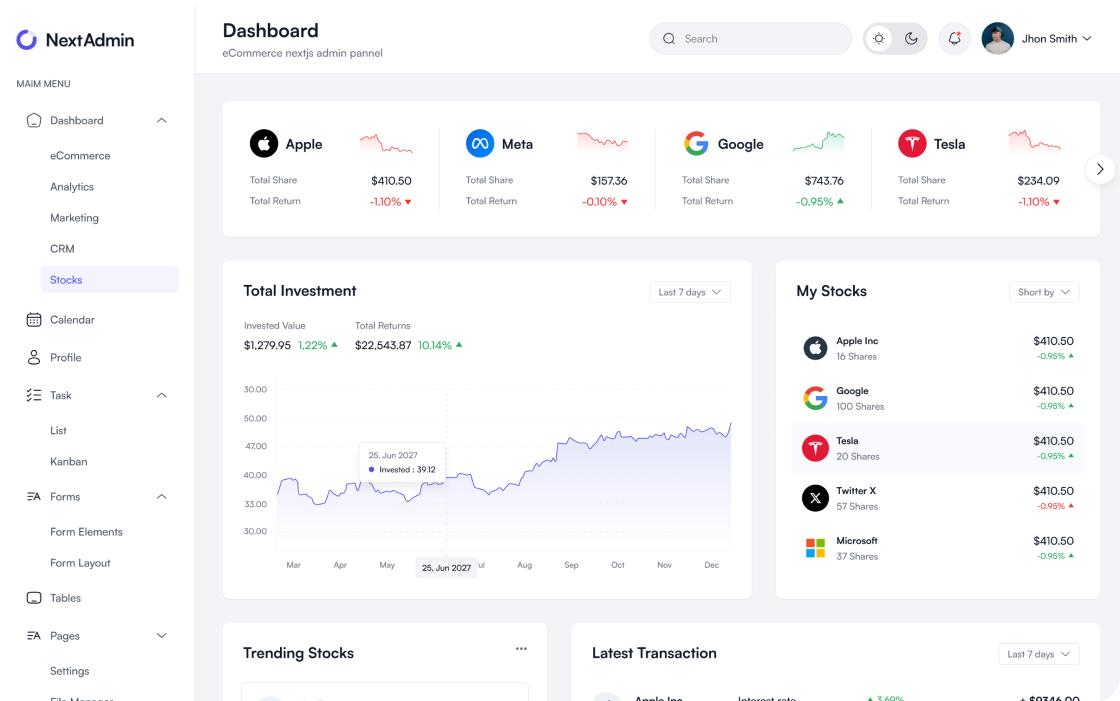 NextAdmin
MAIM MENU
Dashboard
eCommerce
Analytics
Marketing
CRM
Stocks
Calendar
Profile
Task
List
Kanban
Forms
Form Elements
Form Layout
Tables
Pages
Settings
File Manager
Dashboard
eCommerce nextjs admin pannel
Search
Jhon Smith
Apple
Total Share $410.50
Total Return -1.10%
Meta
Total Share $157.36
Total Return -0.10%
Google
Total Share $743.76
Total Return -0.95%
Tesla
Total Share $234.09
Total Return -1.10%
Total Investment
Last 7 days
Invested Value Total Returns
$1,279.95 1,22% $22,543.87 10.14%
30.00
50.00
47.00
40.00
33.00
30.00
25, Jun 2027
Invested : 39.12
Mar Apr May 25, Jun 2027 ul Aug Sep Oct Nov Dec
My Stocks
Short by
Apple Inc $410.50
16 Shares -0.95%
Google $410.50
100 Shares -0.95%
Tesla $410.50
20 Shares -0.95%
Twitter X $410.50
57 Shares -0.95%
Microsoft $410.50
37 Shares -0.95%
Trending Stocks
Latest Transaction
Last 7 days
Apple Inc Interest rate 3.69% + $9346.00